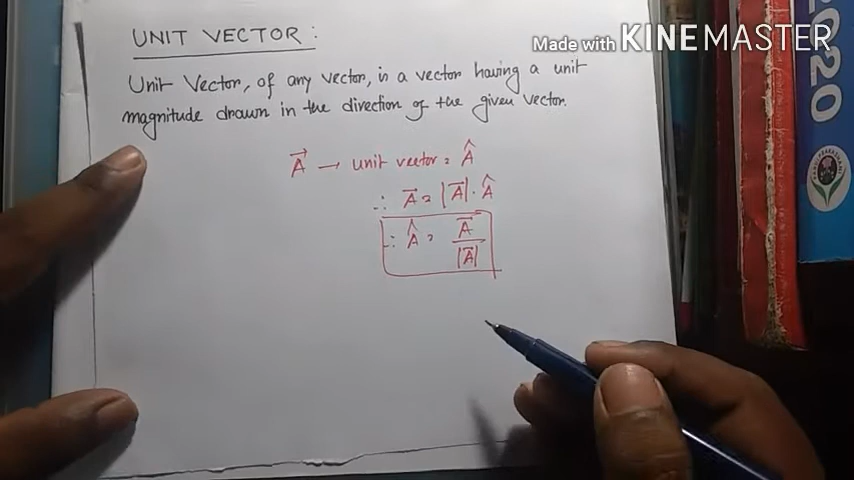 UNIT VECTOR :
Made with KINEMASTER
2020
Unit Vector, of any vector, is a vector having a unit
magnitude drawn in the direction of the given vector.
A⃗ → unit vector = Â
∴ A⃗ = |A⃗| · Â
∴ Â = A⃗ / |A⃗|